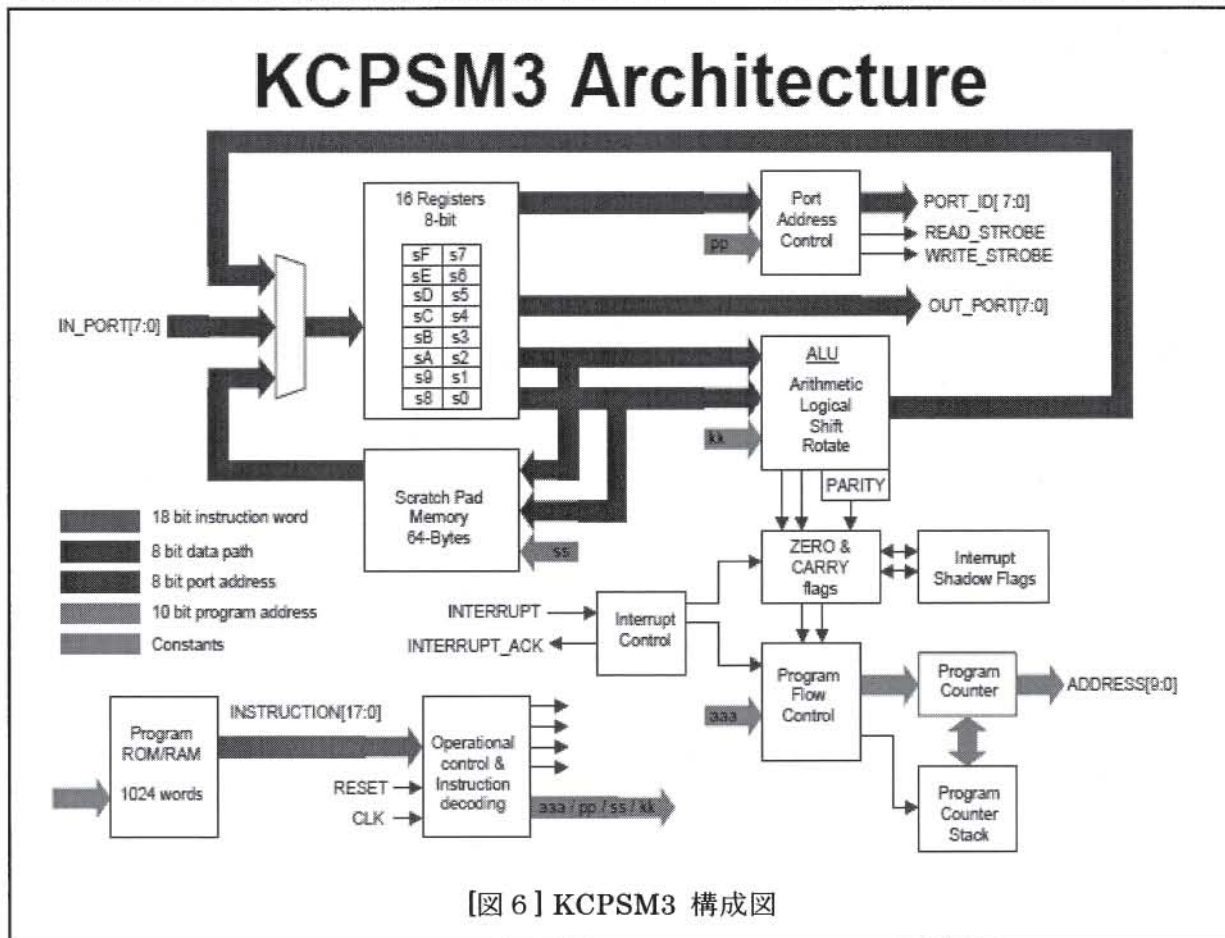 KCPSM3 Architecture
16 Registers
8-bit
sF s7
sE s6
sD s5
sC s4
sB s3
sA s2
s9 s1
s8 s0
IN_PORT[7:0]
pp
Port
Address
Control
PORT_ID[ 7:0]
READ_STROBE
WRITE_STROBE
OUT_PORT[7:0]
ALU
Arithmetic
Logical
Shift
Rotate
kk
PARITY
Scratch Pad
Memory
64-Bytes
ss
18 bit instruction word
8 bit data path
8 bit port address
10 bit program address
Constants
ZERO &
CARRY
flags
Interrupt
Shadow Flags
INTERRUPT
INTERRUPT_ACK
Interrupt
Control
Program
Flow
Control
aaa
Program
Counter
ADDRESS[9:0]
Program
Counter
Stack
Program
ROM/RAM
1024 words
INSTRUCTION[17:0]
RESET
CLK
Operational
control &
Instruction
decoding
aaa / pp / ss / kk
[図 6] KCPSM3 構成図